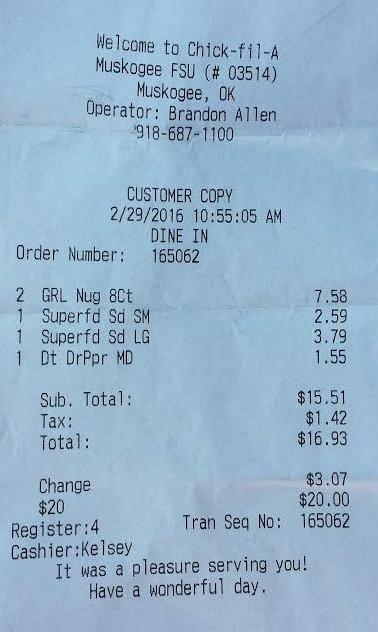 Welcome to Chick-fil-A
Muskogee FSU (# 03514)
Muskogee, OK
Operator: Brandon Allen
918-687-1100
CUSTOMER COPY
2/29/2016 10:55:05 AM
DINE IN
Order Number: 165062
2 GRL Nug 8Ct 7.58
1 Superfd Sd SM 2.59
1 Superfd Sd LG 3.79
1 Dt DrPpr MD 1.55
Sub. Total: $15.51
Tax: $1.42
Total: $16.93
Change $3.07
$20 $20.00
Register:4 Tran Seq No: 165062
Cashier:Kelsey
It was a pleasure serving you!
Have a wonderful day.